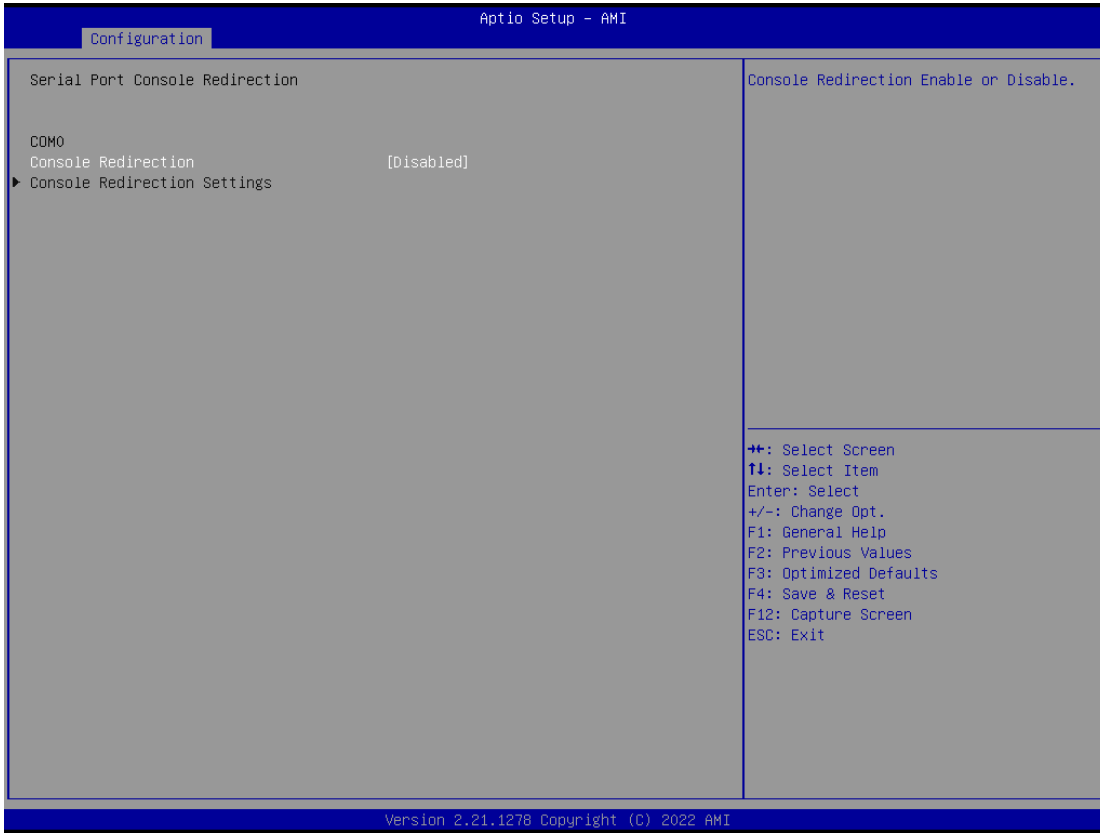 Aptio Setup – AMI
Configuration
Serial Port Console Redirection
COM0
Console Redirection [Disabled]
▶ Console Redirection Settings
Console Redirection Enable or Disable.
→←: Select Screen
↑↓: Select Item
Enter: Select
+/-: Change Opt.
F1: General Help
F2: Previous Values
F3: Optimized Defaults
F4: Save & Reset
F12: Capture Screen
ESC: Exit
Version 2.21.1278 Copyright (C) 2022 AMI